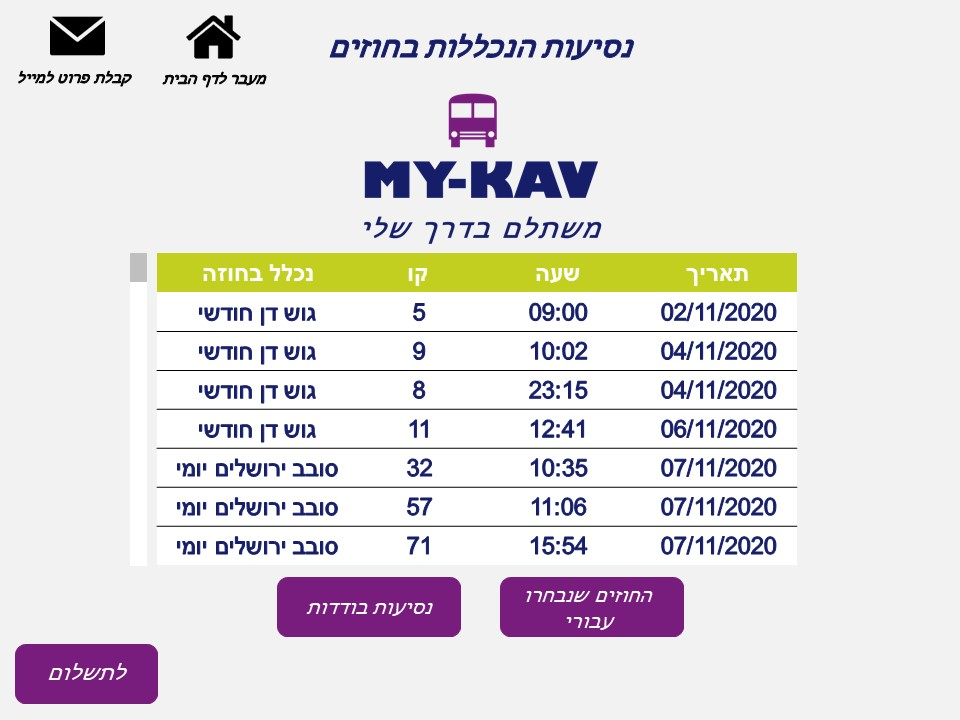 נסיעות הנכללות בחוזים
מעבר לדף הבית
קבלת פרוט למייל
MY-KAV
משתלם בדרך שלי
תאריך שעה קו נכלל בחוזה
02/11/2020 09:00 5 גוש דן חודשי
04/11/2020 10:02 9 גוש דן חודשי
04/11/2020 23:15 8 גוש דן חודשי
06/11/2020 12:41 11 גוש דן חודשי
07/11/2020 10:35 32 סובב ירושלים יומי
07/11/2020 11:06 57 סובב ירושלים יומי
07/11/2020 15:54 71 סובב ירושלים יומי
החוזים שנבחרו
עבורי
נסיעות בודדות
לתשלום